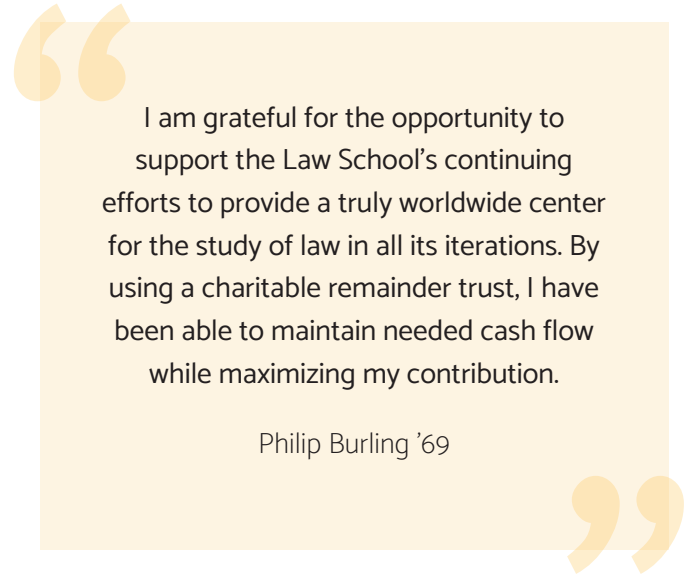 I am grateful for the opportunity to
support the Law School’s continuing
efforts to provide a truly worldwide center
for the study of law in all its iterations. By
using a charitable remainder trust, I have
been able to maintain needed cash flow
while maximizing my contribution.
Philip Burling ’69